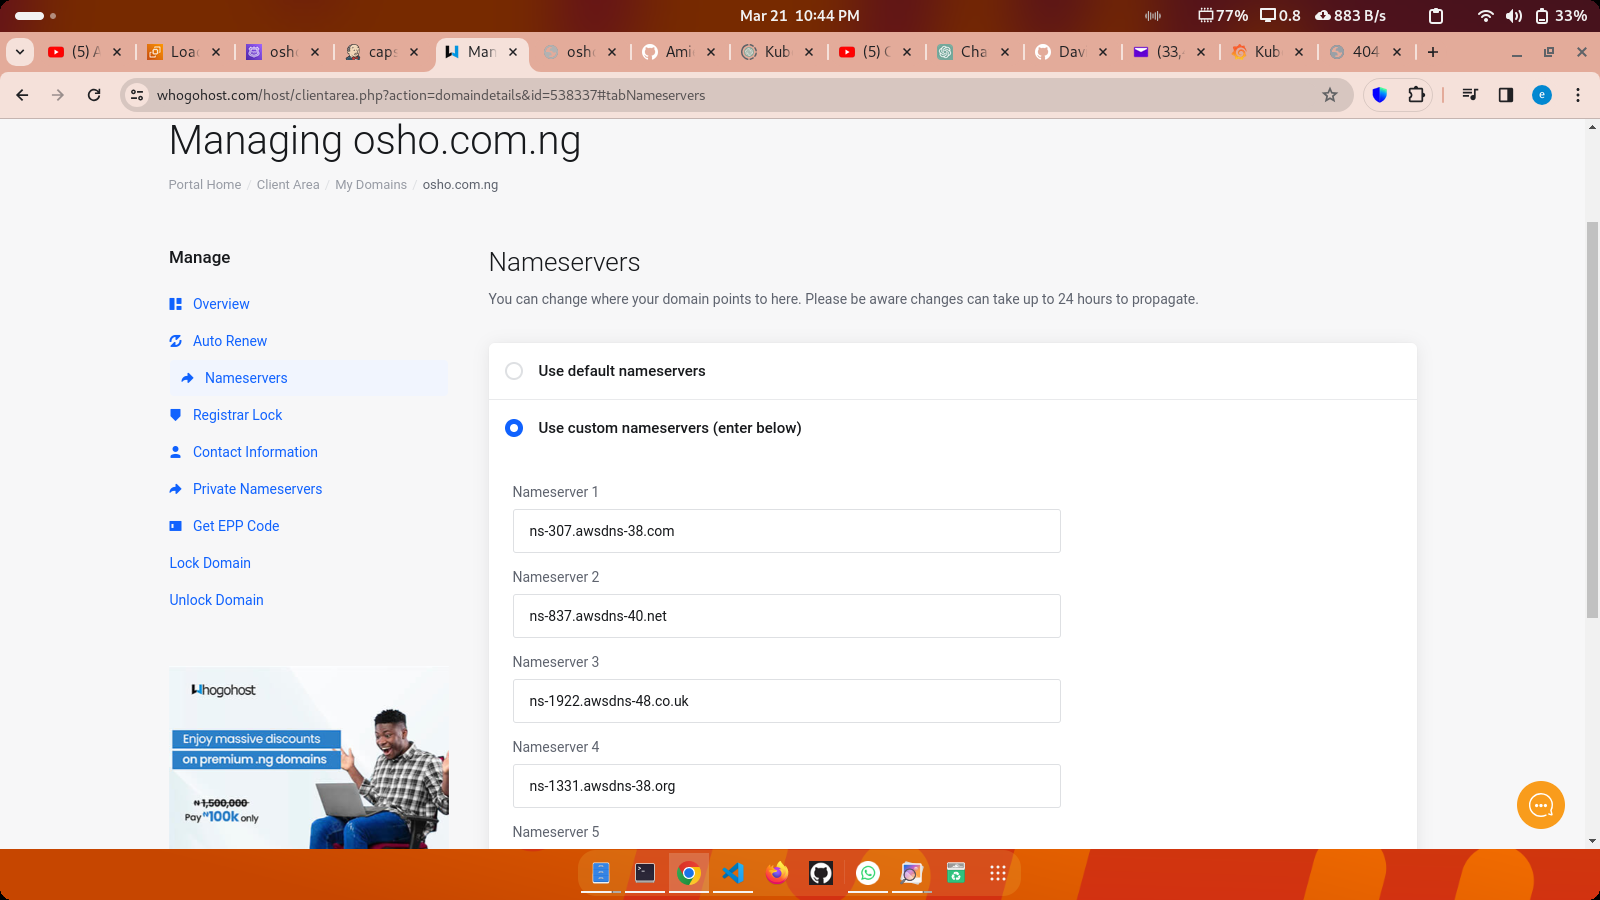 Mar 21 10:44 PM
77%
0.8
883 B/s
33%
(5) A
Loac
osh
caps
Man
osh
Ami
Kub
(5) C
Cha
Dav
(33,
Kub
404
whogohost.com/host/clientarea.php?action=domaindetails&id=538337#tabNameservers
e
Managing osho.com.ng
Portal Home / Client Area / My Domains / osho.com.ng
Manage
Overview
Auto Renew
Nameservers
Registrar Lock
Contact Information
Private Nameservers
Get EPP Code
Lock Domain
Unlock Domain
Whogohost
Enjoy massive discounts
on premium .ng domains
₦1,500,000
Pay ₦100k only
Nameservers
You can change where your domain points to here. Please be aware changes can take up to 24 hours to propagate.
Use default nameservers
Use custom nameservers (enter below)
Nameserver 1
ns-307.awsdns-38.com
Nameserver 2
ns-837.awsdns-40.net
Nameserver 3
ns-1922.awsdns-48.co.uk
Nameserver 4
ns-1331.awsdns-38.org
Nameserver 5